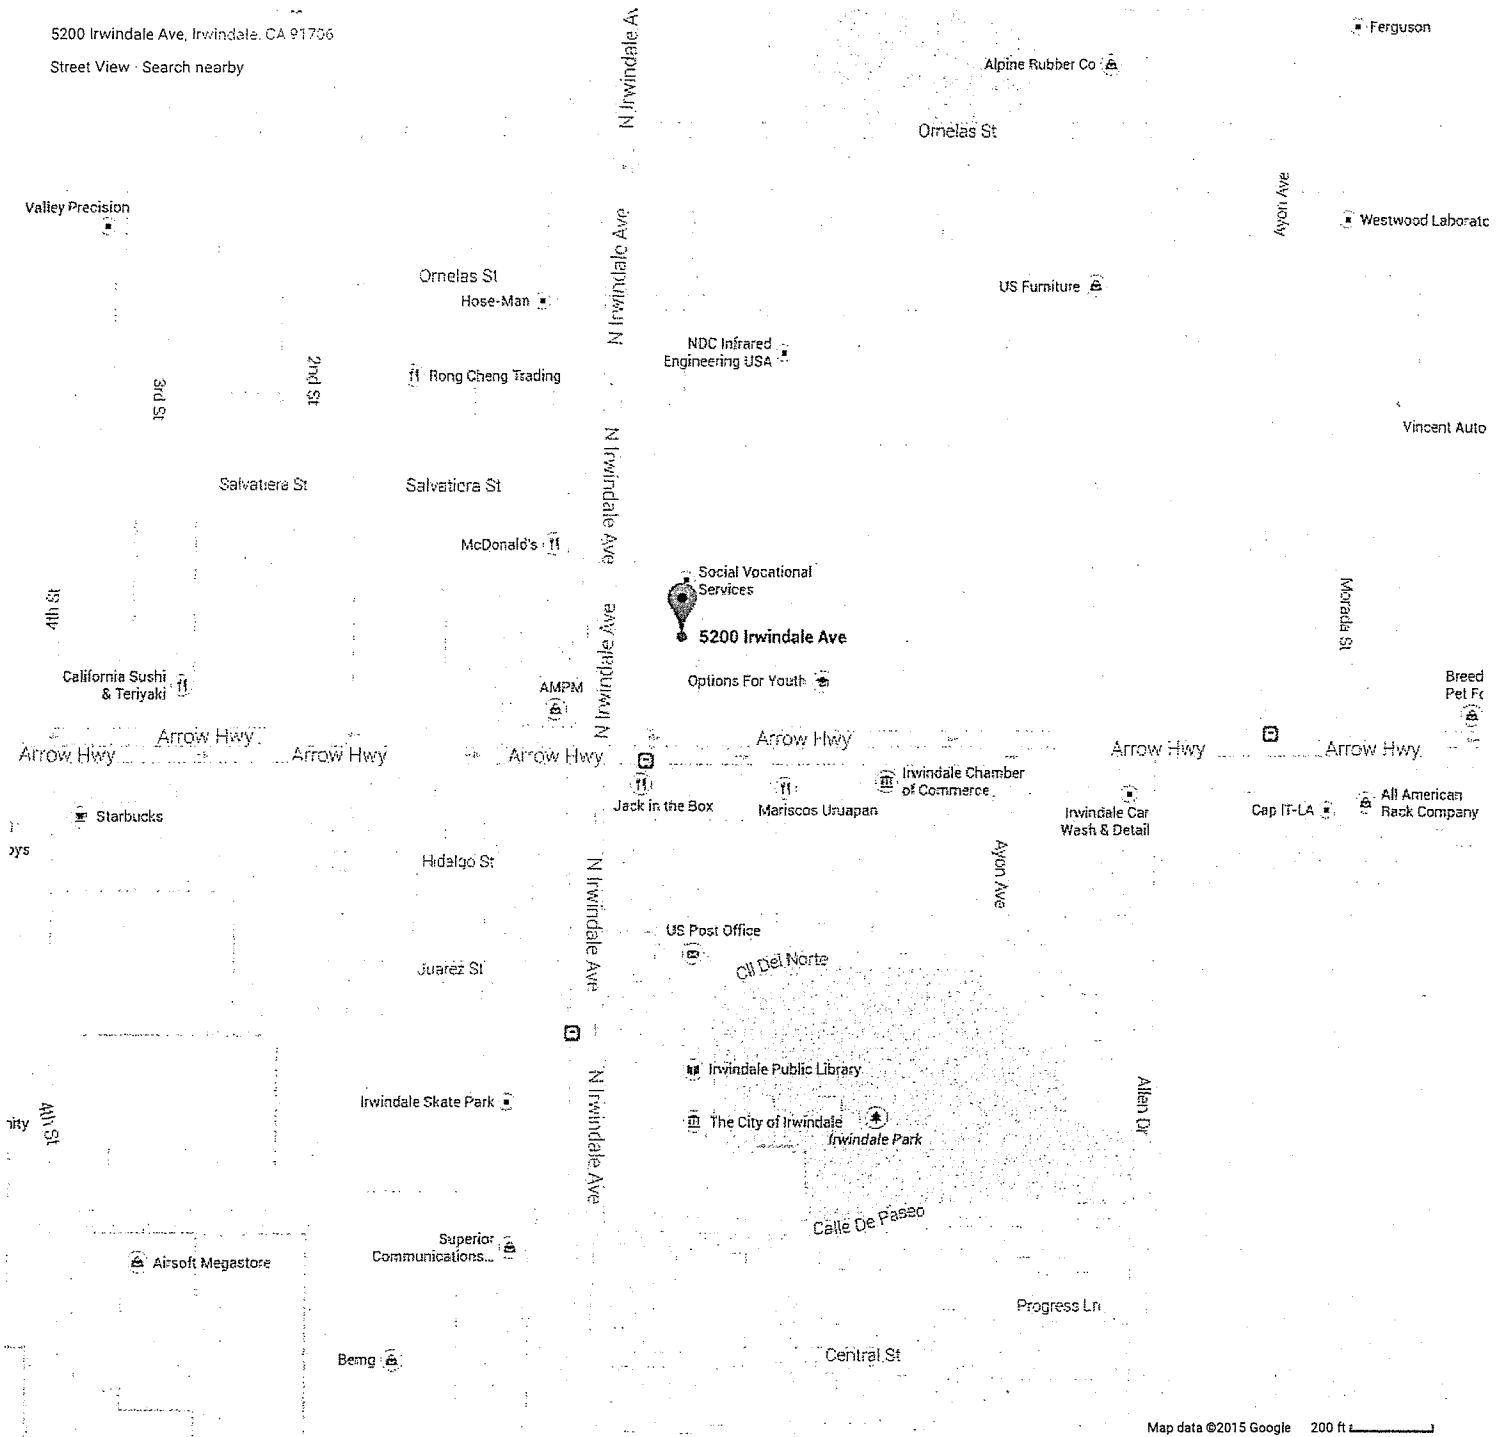 5200 Irwindale Ave, Irwindale, CA 91706
Street View · Search nearby
N Irwindale Av
Ferguson
Alpine Rubber Co
Ornelas St
Ayon Ave
Valley Precision
N Irwindale Ave
Westwood Laborato
Ornelas St
Hose-Man
US Furniture
NDC Infrared
Engineering USA
2nd St
3rd St
Rong Cheng Trading
Vincent Auto
N Irwindale Ave
Salvatiera St
Salvatiera St
McDonald's
Social Vocational
Services
4th St
N Irwindale Ave
Morada St
5200 Irwindale Ave
California Sushi
& Teriyaki
AMPM
Options For Youth
Breed
Pet Fo
Arrow Hwy
Arrow Hwy
Arrow Hwy
Arrow Hwy
Arrow Hwy
Arrow Hwy
Arrow Hwy
Irwindale Chamber
of Commerce
Jack in the Box
Mariscos Uruapan
Starbucks
Irwindale Car
Wash & Detail
Cap IT-LA
All American
Rack Company
oys
Hidalgo St
N Irwindale Ave
Ayon Ave
US Post Office
Juarez St
Cll Del Norte
Irwindale Public Library
Irwindale Skate Park
N Irwindale Ave
4th St
nity
The City of Irwindale
Irwindale Park
Allen Dr
Calle De Paseo
Superior
Communications...
Airsoft Megastore
Progress Ln
Central St
Bemg
Map data ©2015 Google 200 ft